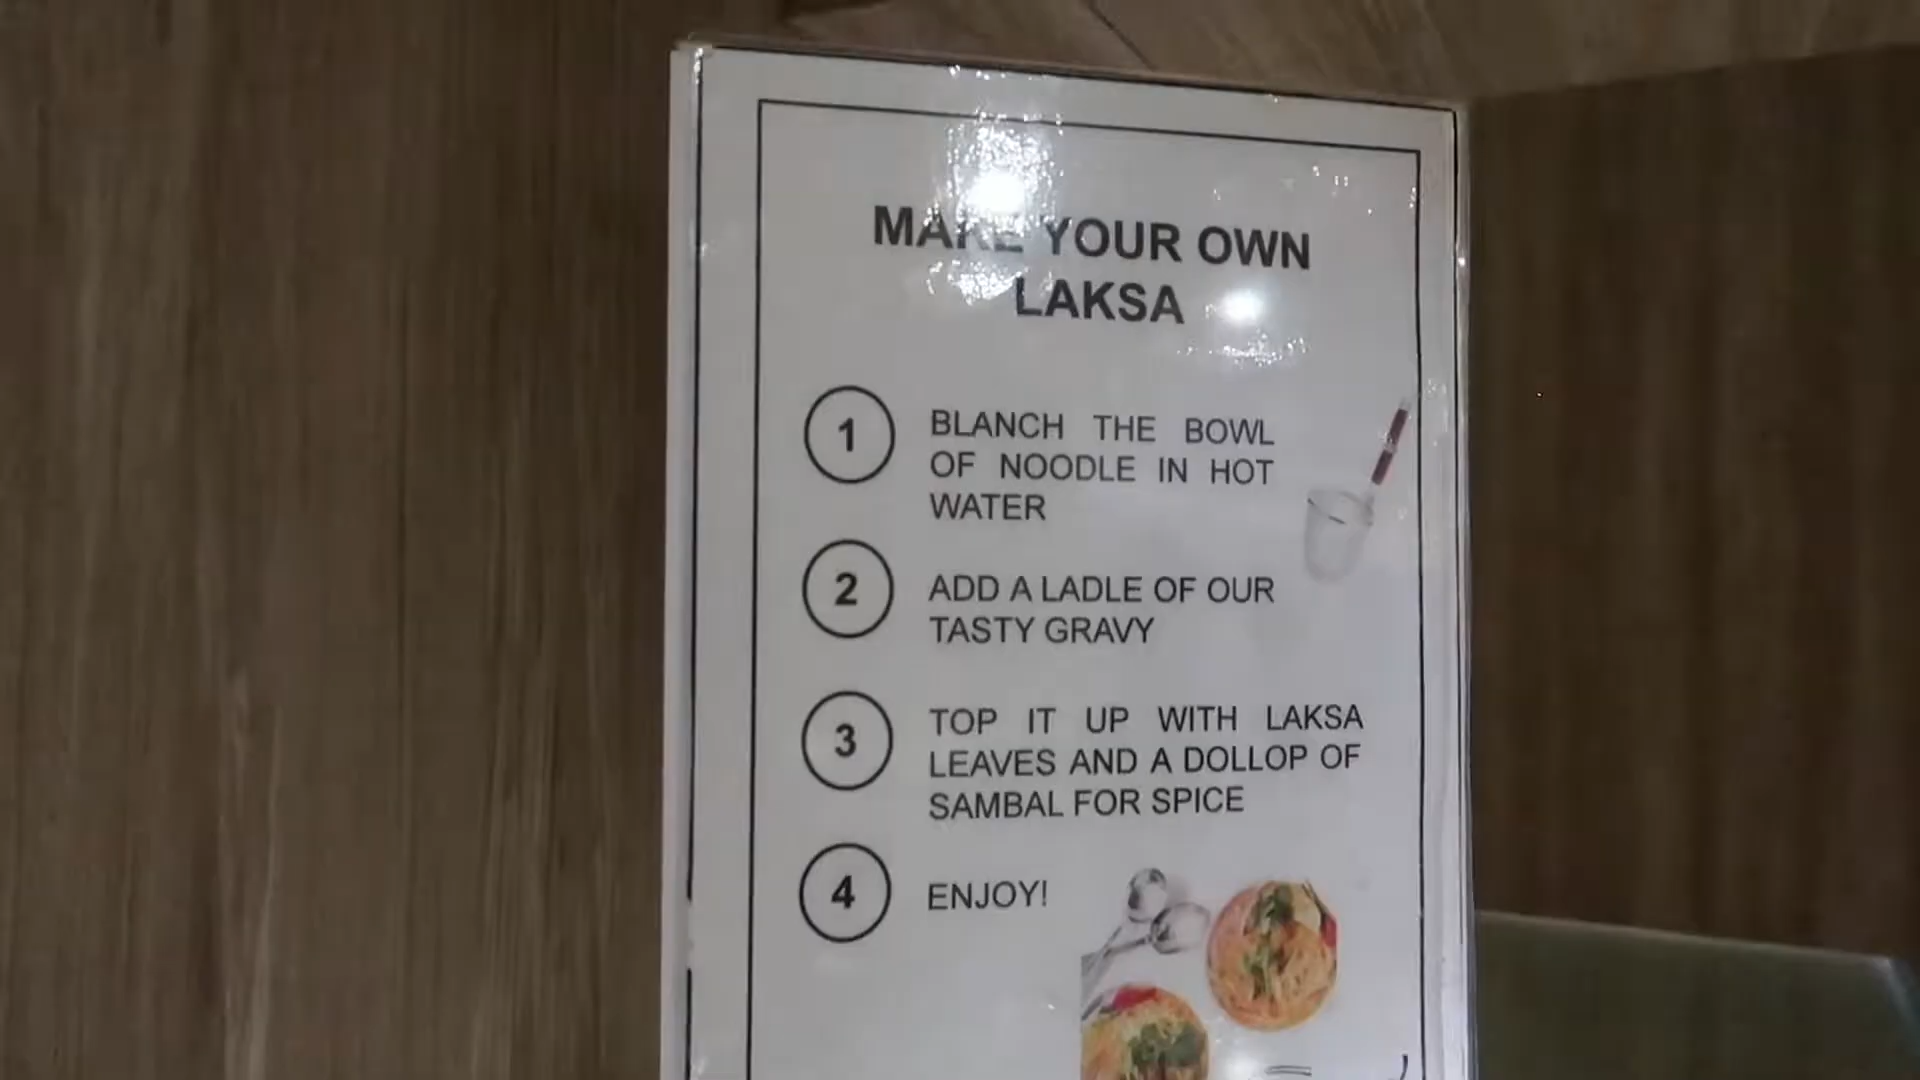 MAKE YOUR OWN
LAKSA
1
BLANCH THE BOWL
OF NOODLE IN HOT
WATER
2
ADD A LADLE OF OUR
TASTY GRAVY
3
TOP IT UP WITH LAKSA
LEAVES AND A DOLLOP OF
SAMBAL FOR SPICE
4
ENJOY!